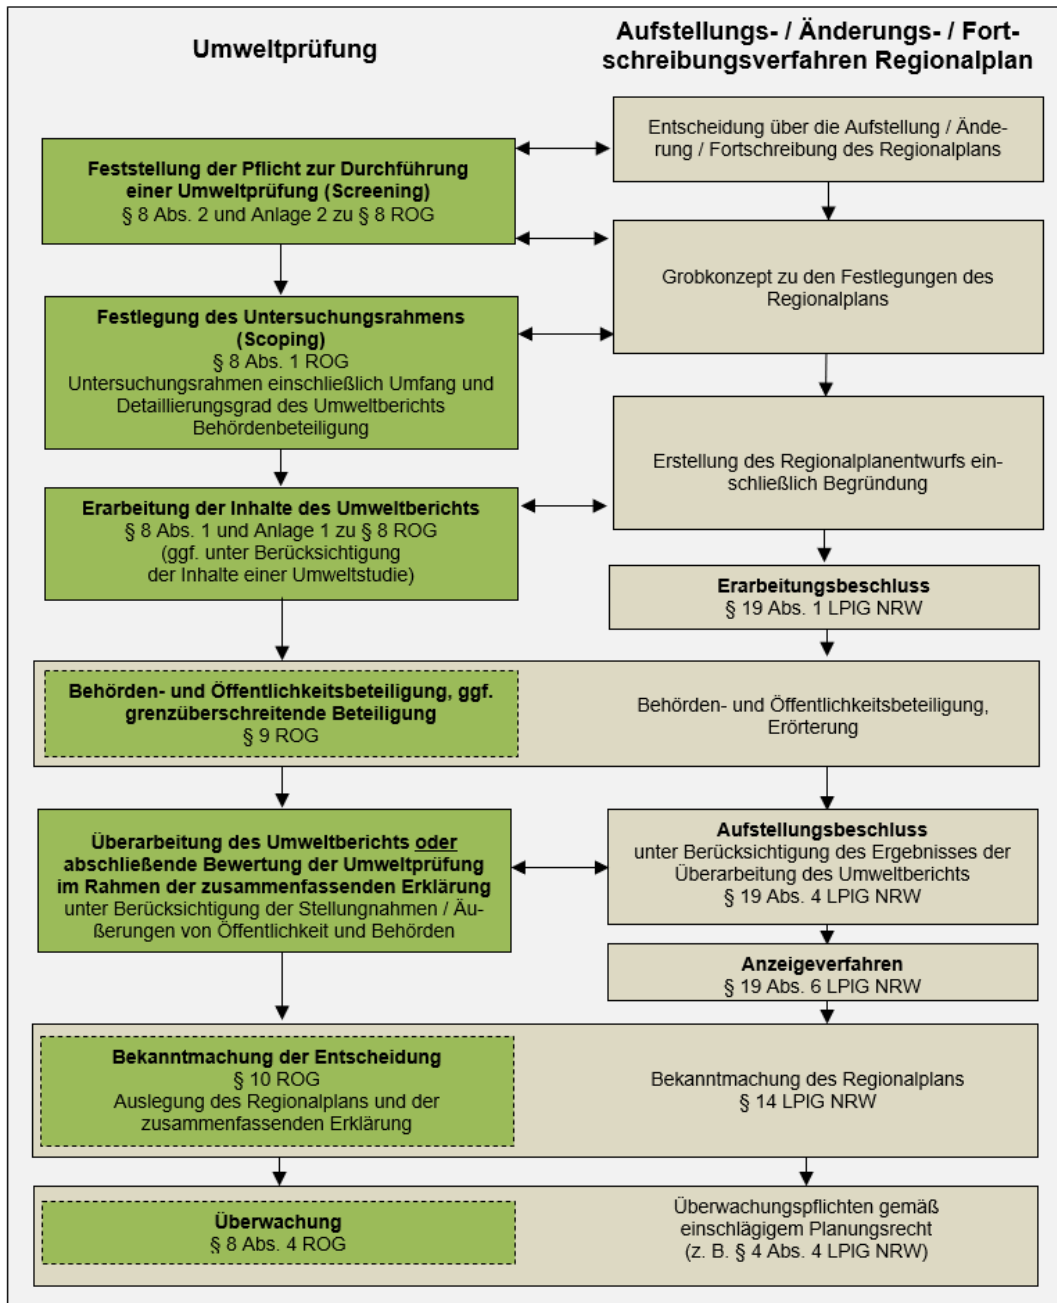 Umweltprüfung
Aufstellungs- / Änderungs- / Fort-
schreibungsverfahren Regionalplan
Entscheidung über die Aufstellung / Ände-
rung / Fortschreibung des Regionalplans
Feststellung der Pflicht zur Durchführung
einer Umweltprüfung (Screening)
§ 8 Abs. 2 und Anlage 2 zu § 8 ROG
Grobkonzept zu den Festlegungen des
Regionalplans
Festlegung des Untersuchungsrahmens
(Scoping)
§ 8 Abs. 1 ROG
Untersuchungsrahmen einschließlich Umfang und
Detaillierungsgrad des Umweltberichts
Behördenbeteiligung
Erstellung des Regionalplanentwurfs ein-
schließlich Begründung
Erarbeitung der Inhalte des Umweltberichts
§ 8 Abs. 1 und Anlage 1 zu § 8 ROG
(ggf. unter Berücksichtigung
der Inhalte einer Umweltstudie)
Erarbeitungsbeschluss
§ 19 Abs. 1 LPlG NRW
Behörden- und Öffentlichkeitsbeteiligung, ggf.
grenzüberschreitende Beteiligung
§ 9 ROG
Behörden- und Öffentlichkeitsbeteiligung,
Erörterung
Überarbeitung des Umweltberichts oder
abschließende Bewertung der Umweltprüfung
im Rahmen der zusammenfassenden Erklärung
unter Berücksichtigung der Stellungnahmen / Äu-
ßerungen von Öffentlichkeit und Behörden
Aufstellungsbeschluss
unter Berücksichtigung des Ergebnisses der
Überarbeitung des Umweltberichts
§ 19 Abs. 4 LPlG NRW
Anzeigeverfahren
§ 19 Abs. 6 LPlG NRW
Bekanntmachung der Entscheidung
§ 10 ROG
Auslegung des Regionalplans und der
zusammenfassenden Erklärung
Bekanntmachung des Regionalplans
§ 14 LPlG NRW
Überwachung
§ 8 Abs. 4 ROG
Überwachungspflichten gemäß
einschlägigem Planungsrecht
(z. B. § 4 Abs. 4 LPlG NRW)